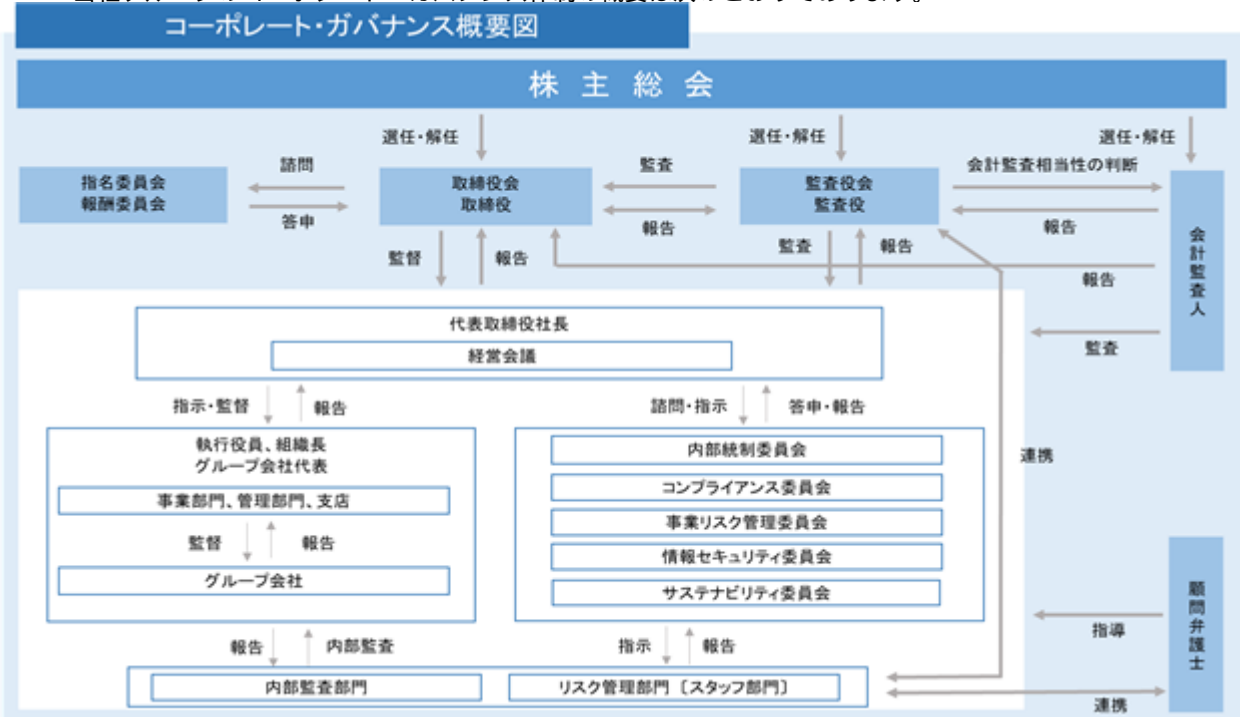 コーポレート・ガバナンス概要図
株主総会
選任・解任
選任・解任
選任・解任
指名委員会
報酬委員会
諮問
答申
取締役会
取締役
監査
報告
監査役会
監査役
会計監査相当性の判断
報告
会計監査人
監督
報告
監査
報告
報告
監査
代表取締役社長
経営会議
指示・監督
報告
諮問・指示
答申・報告
執行役員、組織長
グループ会社代表
事業部門、管理部門、支店
監督
報告
グループ会社
内部統制委員会
コンプライアンス委員会
事業リスク管理委員会
情報セキュリティ委員会
サステナビリティ委員会
連携
顧問弁護士
指導
報告
内部監査
指示
報告
内部監査部門
リスク管理部門〔スタッフ部門〕
連携